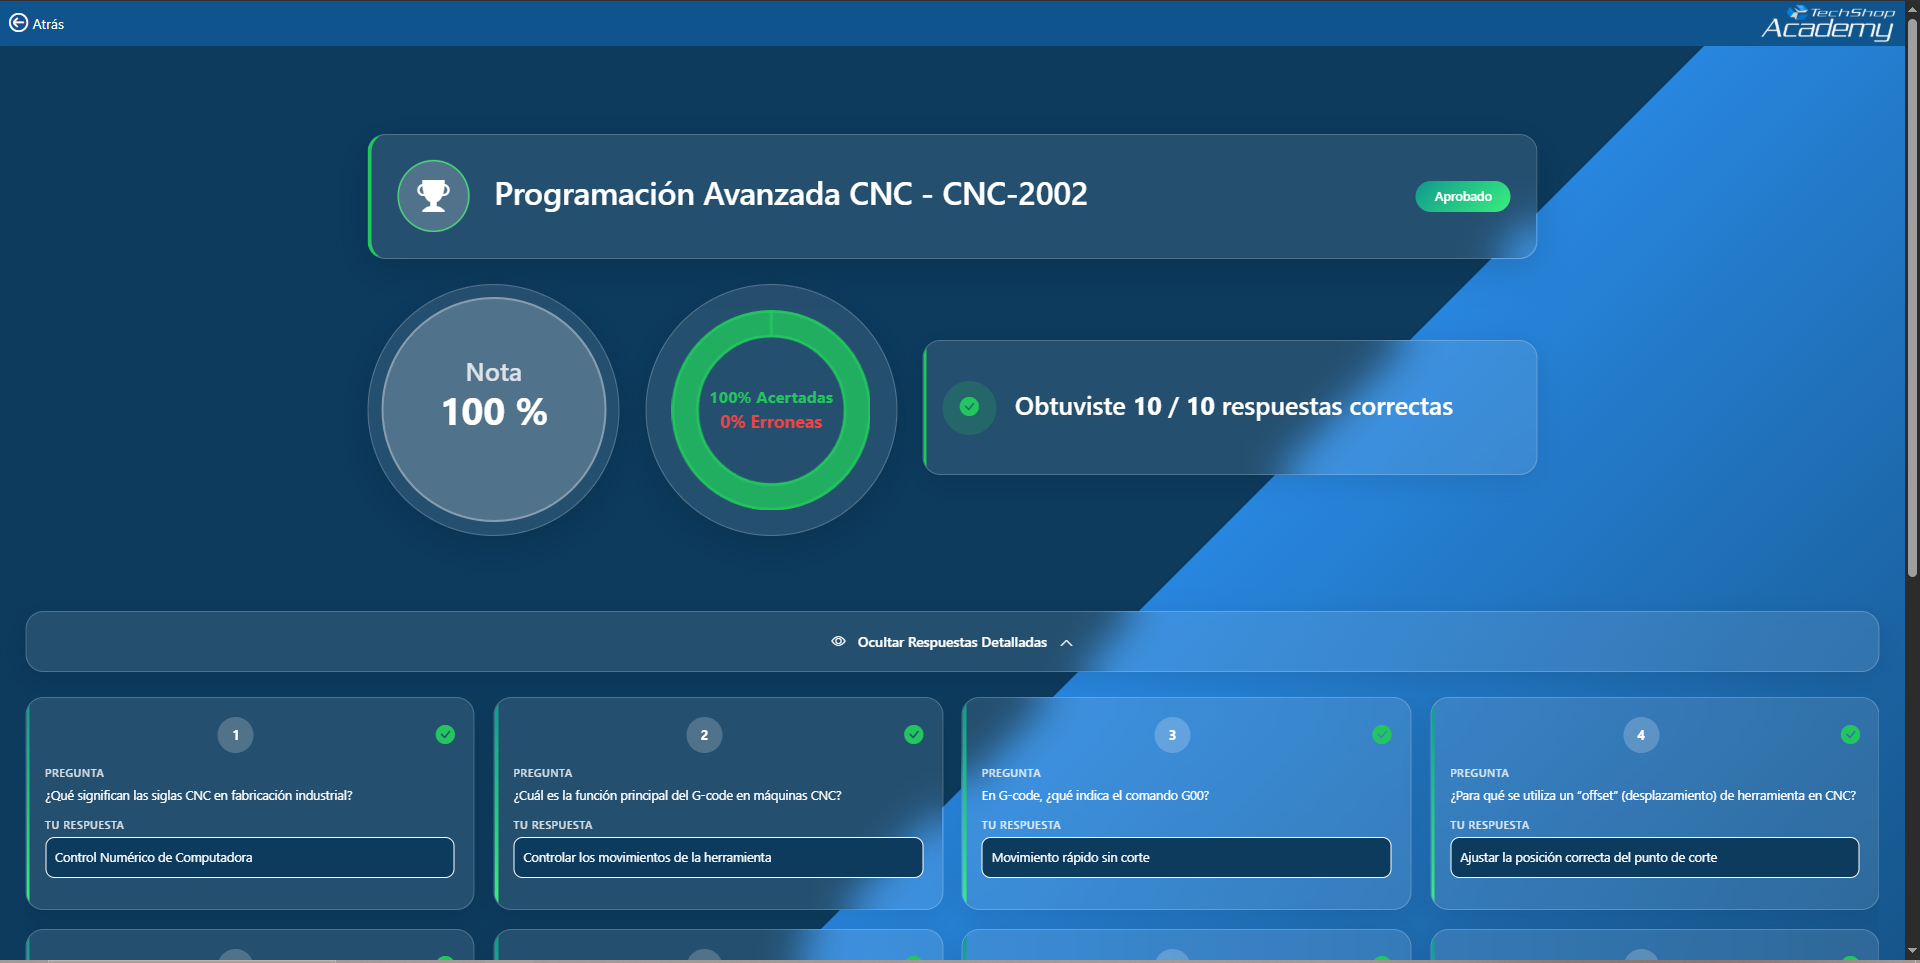 Atrás
TechShop
Academy
Programación Avanzada CNC - CNC-2002
Aprobado
Nota
100 %
100% Acertadas
0% Erroneas
Obtuviste 10 / 10 respuestas correctas
Ocultar Respuestas Detalladas
1
PREGUNTA
¿Qué significan las siglas CNC en fabricación industrial?
TU RESPUESTA
Control Numérico de Computadora
2
PREGUNTA
¿Cuál es la función principal del G-code en máquinas CNC?
TU RESPUESTA
Controlar los movimientos de la herramienta
3
PREGUNTA
En G-code, ¿qué indica el comando G00?
TU RESPUESTA
Movimiento rápido sin corte
4
PREGUNTA
¿Para qué se utiliza un “offset” (desplazamiento) de herramienta en CNC?
TU RESPUESTA
Ajustar la posición correcta del punto de corte